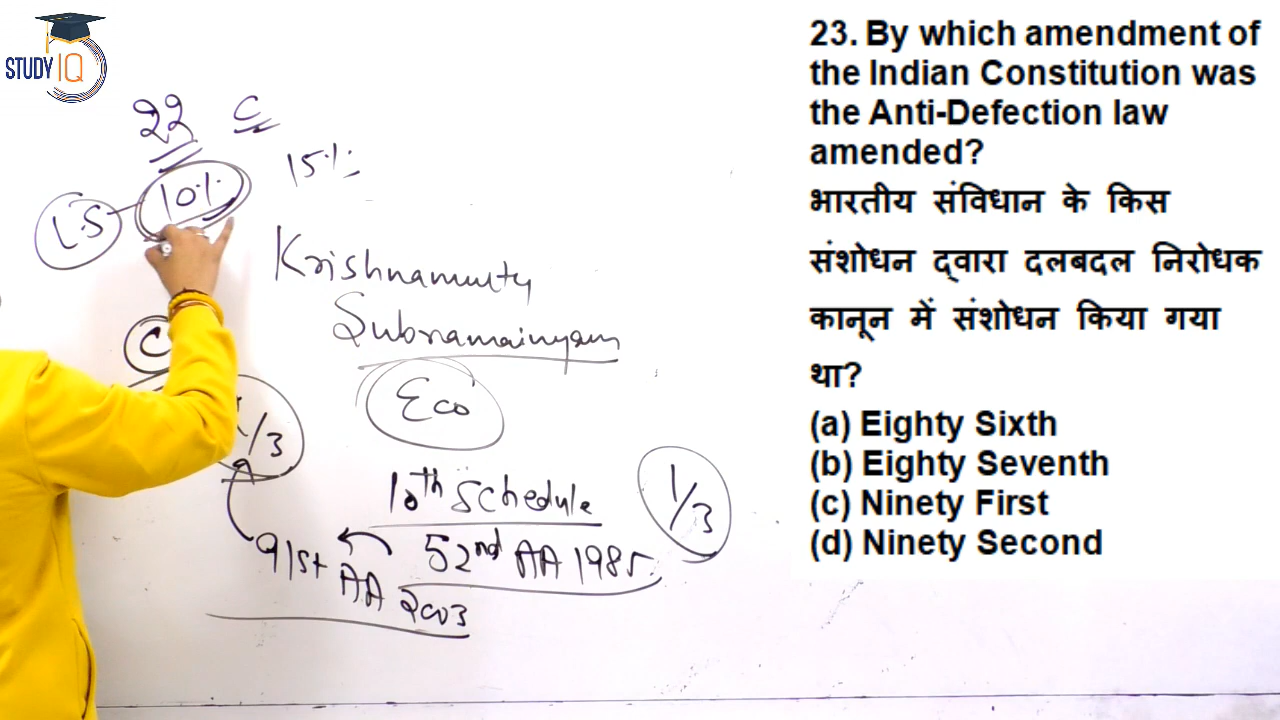 STUDY IQ
22 C
10%
15%
L.S
Krishnamurty
Subramainyam
C
Eco
/3
10th Schedule
1/3
91st AA 2003
52nd AA 1985
23. By which amendment of
the Indian Constitution was
the Anti-Defection law
amended?
भारतीय संविधान के किस
संशोधन द्वारा दलबदल निरोधक
कानून में संशोधन किया गया
था?
(a) Eighty Sixth
(b) Eighty Seventh
(c) Ninety First
(d) Ninety Second